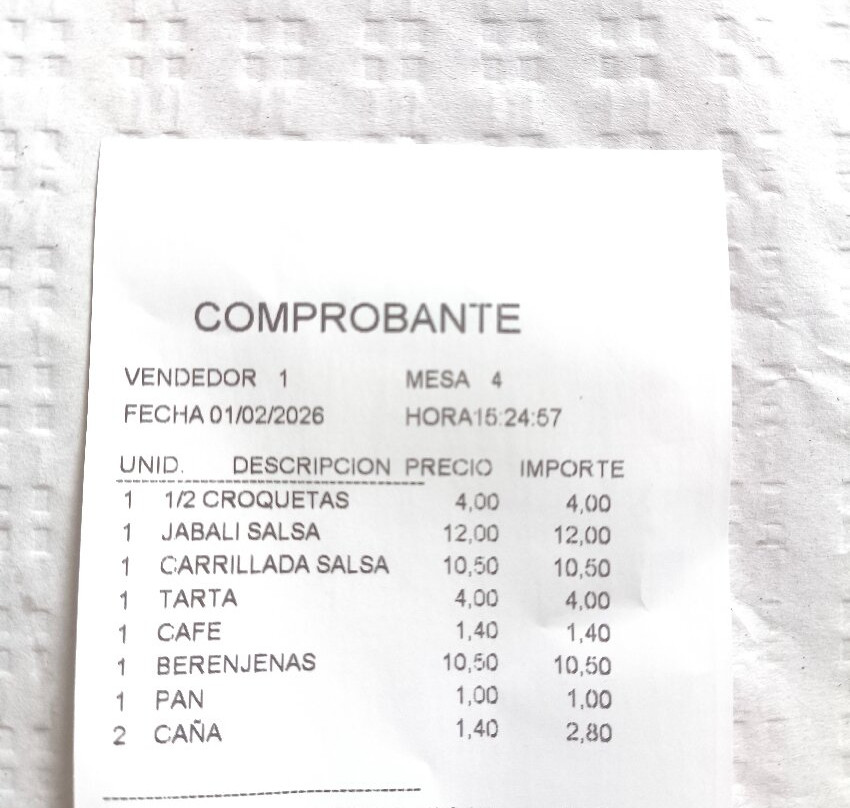 COMPROBANTE
VENDEDOR 1 MESA 4
FECHA 01/02/2026 HORA15:24:57
UNID. DESCRIPCION PRECIO IMPORTE
1 1/2 CROQUETAS 4,00 4,00
1 JABALI SALSA 12,00 12,00
1 CARRILLADA SALSA 10,50 10,50
1 TARTA 4,00 4,00
1 CAFE 1,40 1,40
1 BERENJENAS 10,50 10,50
1 PAN 1,00 1,00
2 CAÑA 1,40 2,80